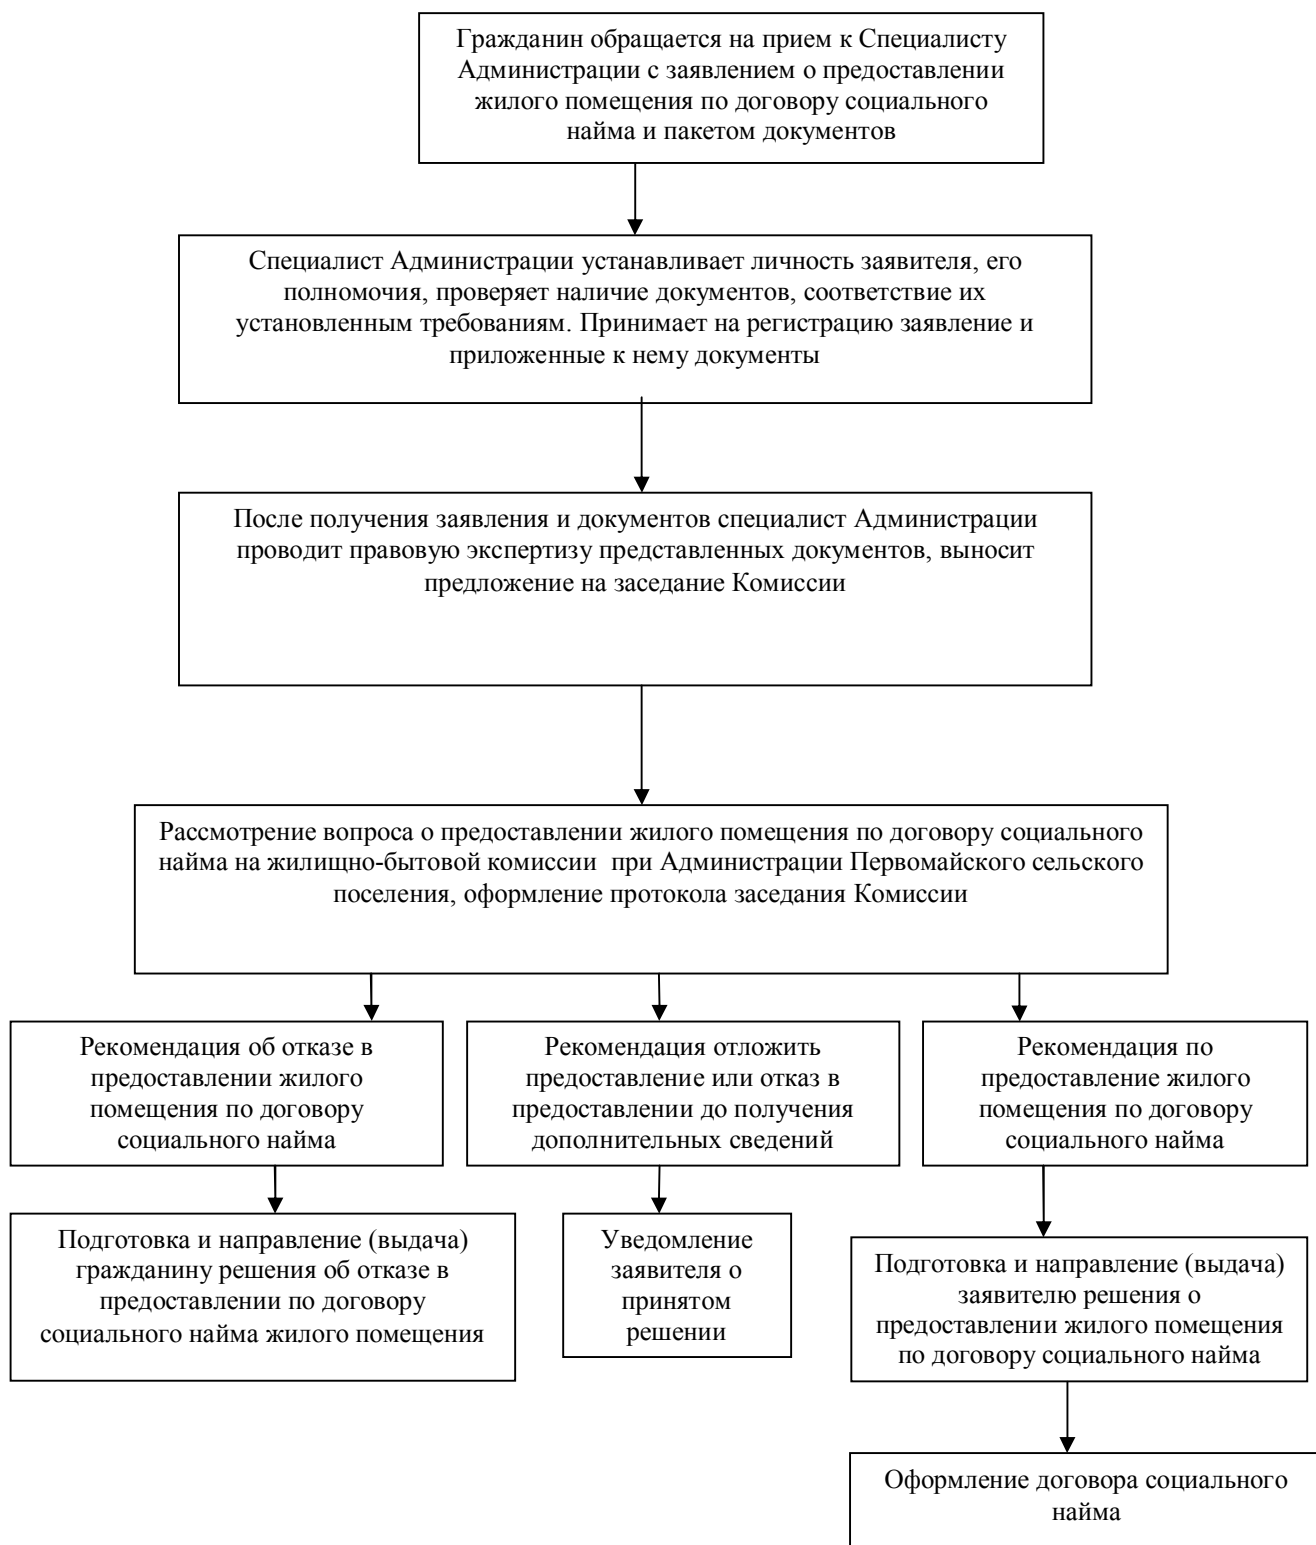 Гражданин обращается на прием к Специалисту
Администрации с заявлением о предоставлении
жилого помещения по договору социального
найма и пакетом документов
Специалист Администрации устанавливает личность заявителя, его
полномочия, проверяет наличие документов, соответствие их
установленным требованиям. Принимает на регистрацию заявление и
приложенные к нему документы
После получения заявления и документов специалист Администрации
проводит правовую экспертизу представленных документов, выносит
предложение на заседание Комиссии
Рассмотрение вопроса о предоставлении жилого помещения по договору социального
найма на жилищно-бытовой комиссии при Администрации Первомайского сельского
поселения, оформление протокола заседания Комиссии
Рекомендация об отказе в
предоставлении жилого
помещения по договору
социального найма
Рекомендация отложить
предоставление или отказ в
предоставлении до получения
дополнительных сведений
Рекомендация по
предоставление жилого
помещения по договору
социального найма
Подготовка и направление (выдача)
гражданину решения об отказе в
предоставлении по договору
социального найма жилого помещения
Уведомление
заявителя о
принятом
решении
Подготовка и направление (выдача)
заявителю решения о
предоставлении жилого помещения
по договору социального найма
Оформление договора социального
найма